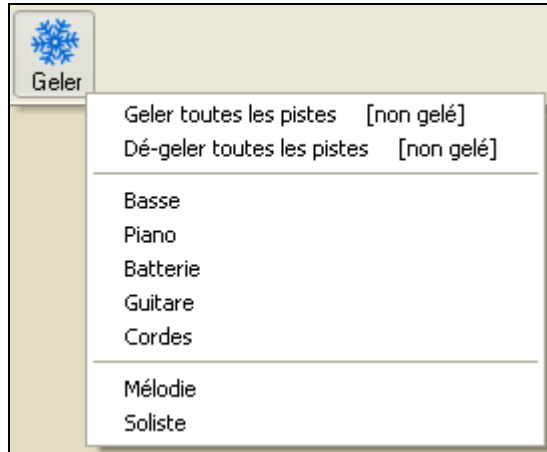 Geler
Geler toutes les pistes [non gelé]
Dé-geler toutes les pistes [non gelé]
Basse
Piano
Batterie
Guitare
Cordes
Mélodie
Soliste